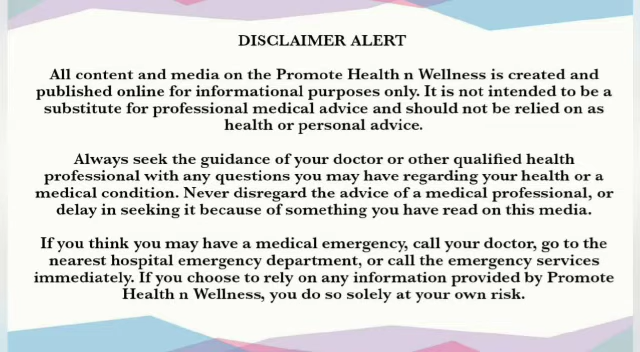 DISCLAIMER ALERT
All content and media on the Promote Health n Wellness is created and
published online for informational purposes only. It is not intended to be a
substitute for professional medical advice and should not be relied on as
health or personal advice.
Always seek the guidance of your doctor or other qualified health
professional with any questions you may have regarding your health or a
medical condition. Never disregard the advice of a medical professional, or
delay in seeking it because of something you have read on this media.
If you think you may have a medical emergency, call your doctor, go to the
nearest hospital emergency department, or call the emergency services
immediately. If you choose to rely on any information provided by Promote
Health n Wellness, you do so solely at your own risk.